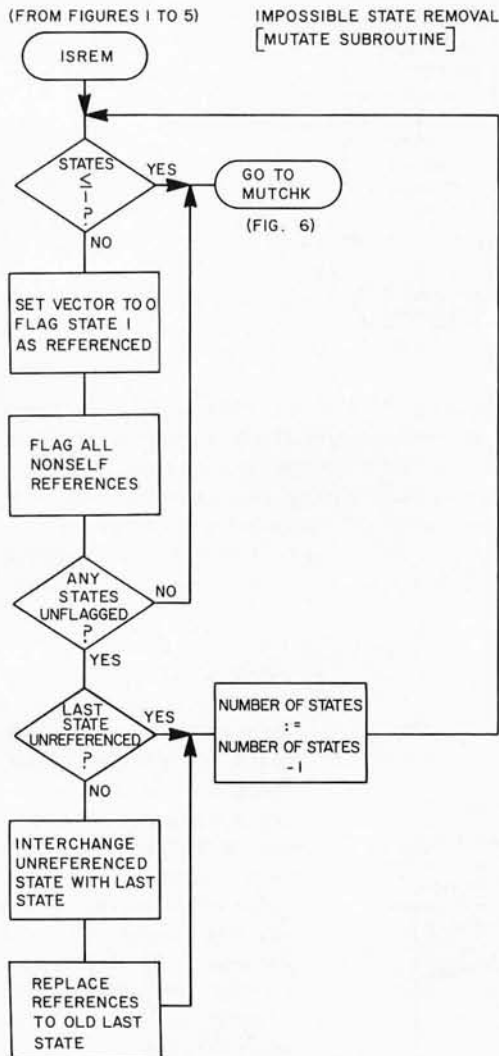 (FROM FIGURES 1 TO 5)
IMPOSSIBLE STATE REMOVAL
[MUTATE SUBROUTINE]
ISREM
STATES
≤
1?
YES
GO TO
MUTCHK
(FIG. 6)
NO
SET VECTOR TO 0
FLAG STATE 1
AS REFERENCED
FLAG ALL
NONSELF
REFERENCES
ANY
STATES
UNFLAGGED
?
NO
YES
LAST
STATE
UNREFERENCED
?
YES
NUMBER OF STATES
:=
NUMBER OF STATES
-1
NO
INTERCHANGE
UNREFERENCED
STATE WITH LAST
STATE
REPLACE
REFERENCES
TO OLD LAST
STATE